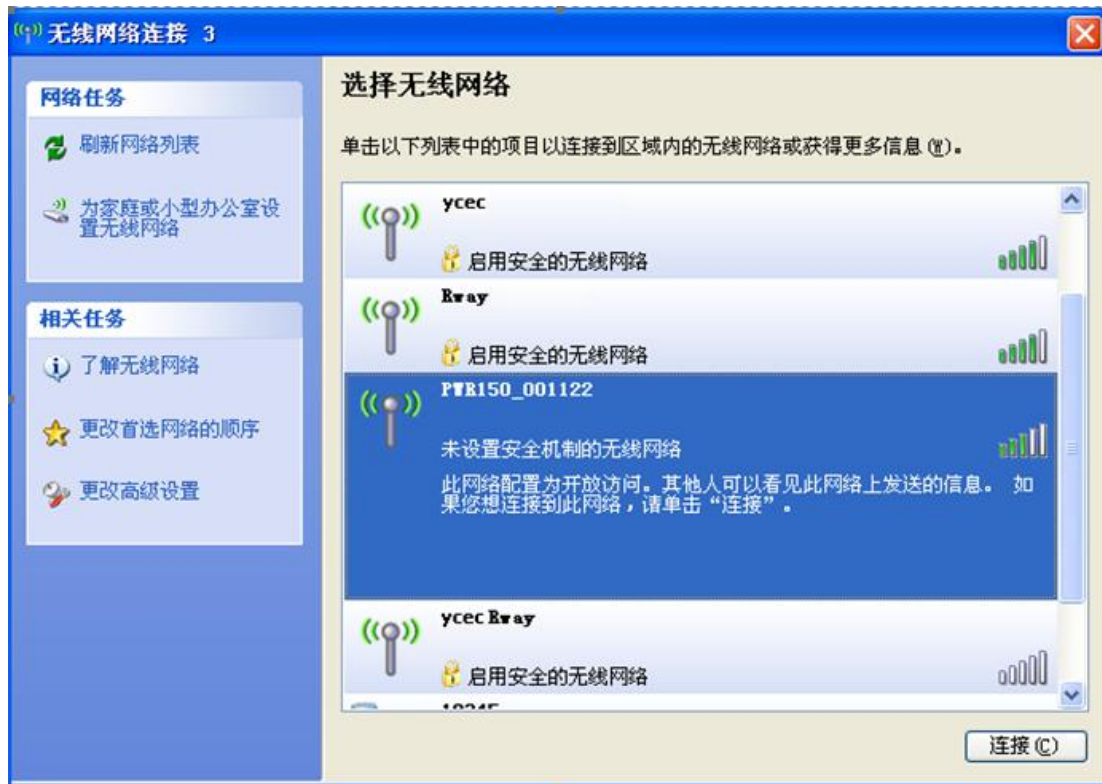 无线网络连接 3
网络任务
刷新网络列表
为家庭或小型办公室设
置无线网络
相关任务
了解无线网络
更改首选网络的顺序
更改高级设置
选择无线网络
单击以下列表中的项目以连接到区域内的无线网络或获得更多信息(W)。
ycec
启用安全的无线网络
Rway
启用安全的无线网络
PWR150_001122
未设置安全机制的无线网络
此网络配置为开放访问。其他人可以看见此网络上发送的信息。 如
果您想连接到此网络，请单击“连接”。
ycec Rway
启用安全的无线网络
连接(C)